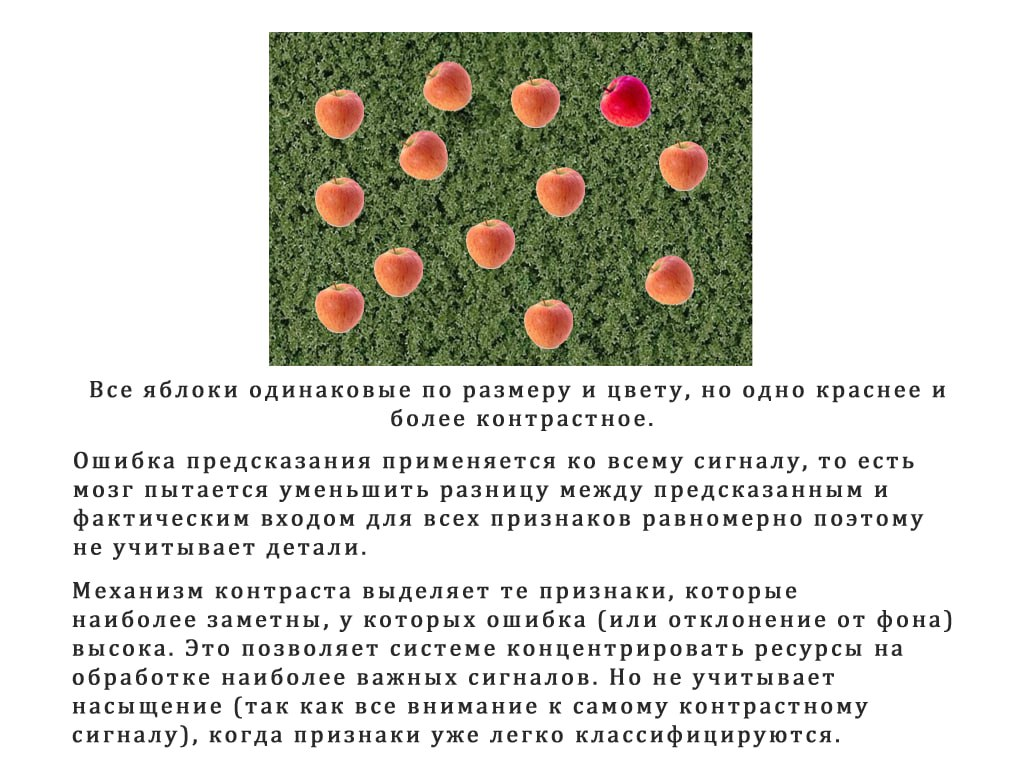 Все яблоки одинаковые по размеру и цвету, но одно краснее и
более контрастное.
Ошибка предсказания применяется ко всему сигналу, то есть
мозг пытается уменьшить разницу между предсказанным и
фактическим входом для всех признаков равномерно поэтому
не учитывает детали.
Механизм контраста выделяет те признаки, которые
наиболее заметны, у которых ошибка (или отклонение от фона)
высока. Это позволяет системе концентрировать ресурсы на
обработке наиболее важных сигналов. Но не учитывает
насыщение (так как все внимание к самому контрастному
сигналу), когда признаки уже легко классифицируются.